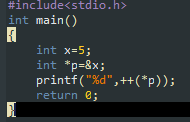 #include<stdio.h>
int main()
{
    int x=5;
    int *p=&x;
    printf("%d",++(*p));
    return 0;
}